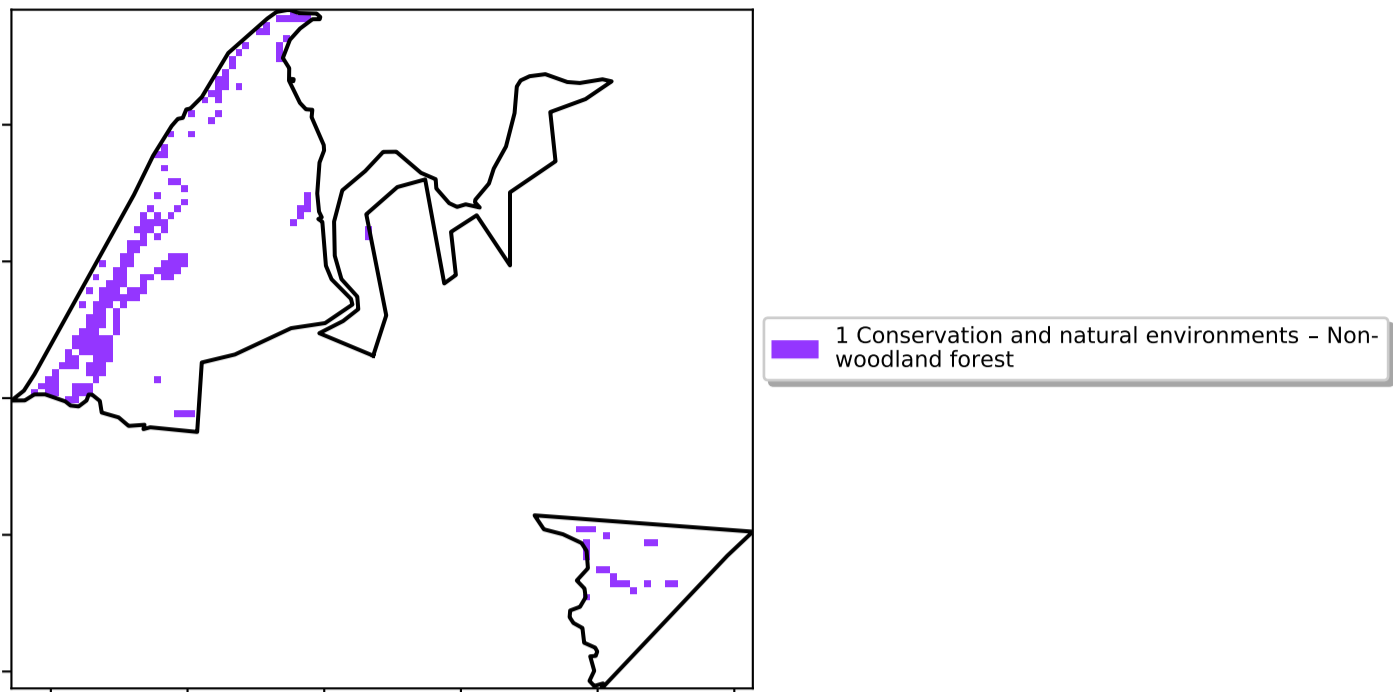 1 Conservation and natural environments – Non-
woodland forest